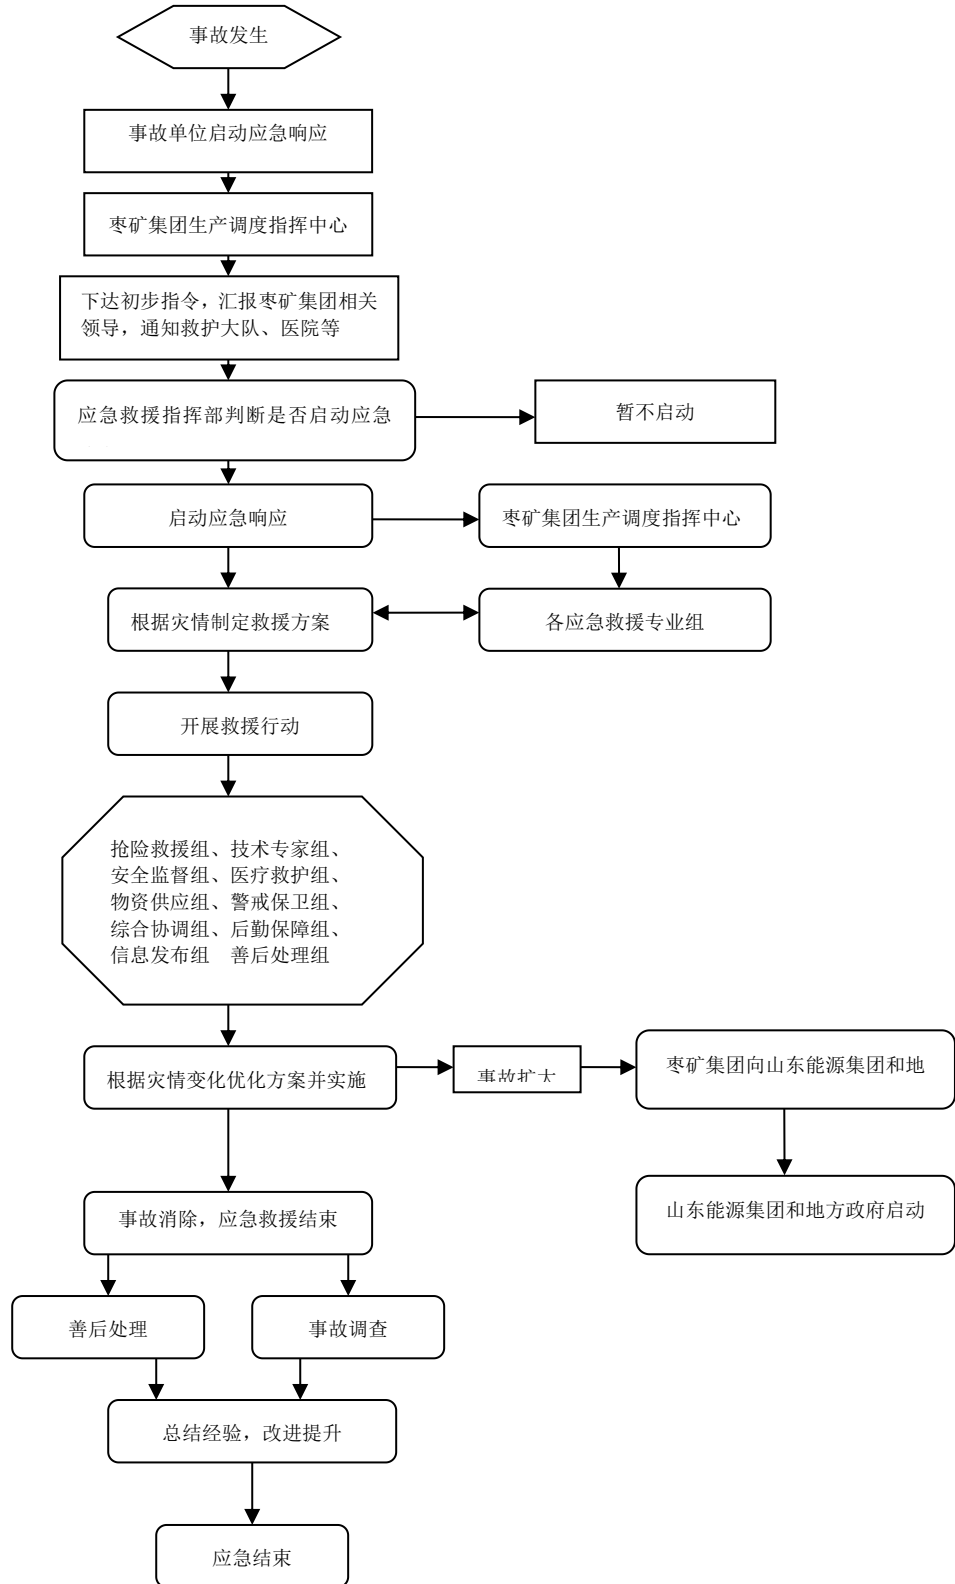 事故发生
事故单位启动应急响应
枣矿集团生产调度指挥中心
下达初步指令，汇报枣矿集团相关
领导，通知救护大队、医院等
应急救援指挥部判断是否启动应急
暂不启动
启动应急响应
枣矿集团生产调度指挥中心
根据灾情制定救援方案
各应急救援专业组
开展救援行动
抢险救援组、技术专家组、
安全监督组、医疗救护组、
物资供应组、警戒保卫组、
综合协调组、后勤保障组、
信息发布组 善后处理组
根据灾情变化优化方案并实施
事故扩大
枣矿集团向山东能源集团和地
山东能源集团和地方政府启动
事故消除，应急救援结束
善后处理
事故调查
总结经验，改进提升
应急结束